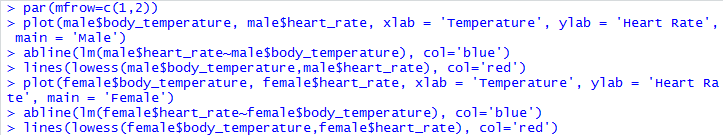 > par(mfrow=c(1,2))
> plot(male$body_temperature, male$heart_rate, xlab = 'Temperature', ylab = 'Heart Rate',
main = 'Male')
> abline(lm(male$heart_rate~male$body_temperature), col='blue')
> lines(lowess(male$body_temperature,male$heart_rate), col='red')
> plot(female$body_temperature, female$heart_rate, xlab = 'Temperature', ylab = 'Heart Ra
te', main = 'Female')
> abline(lm(female$heart_rate~female$body_temperature), col='blue')
> lines(lowess(female$body_temperature,female$heart_rate), col='red')